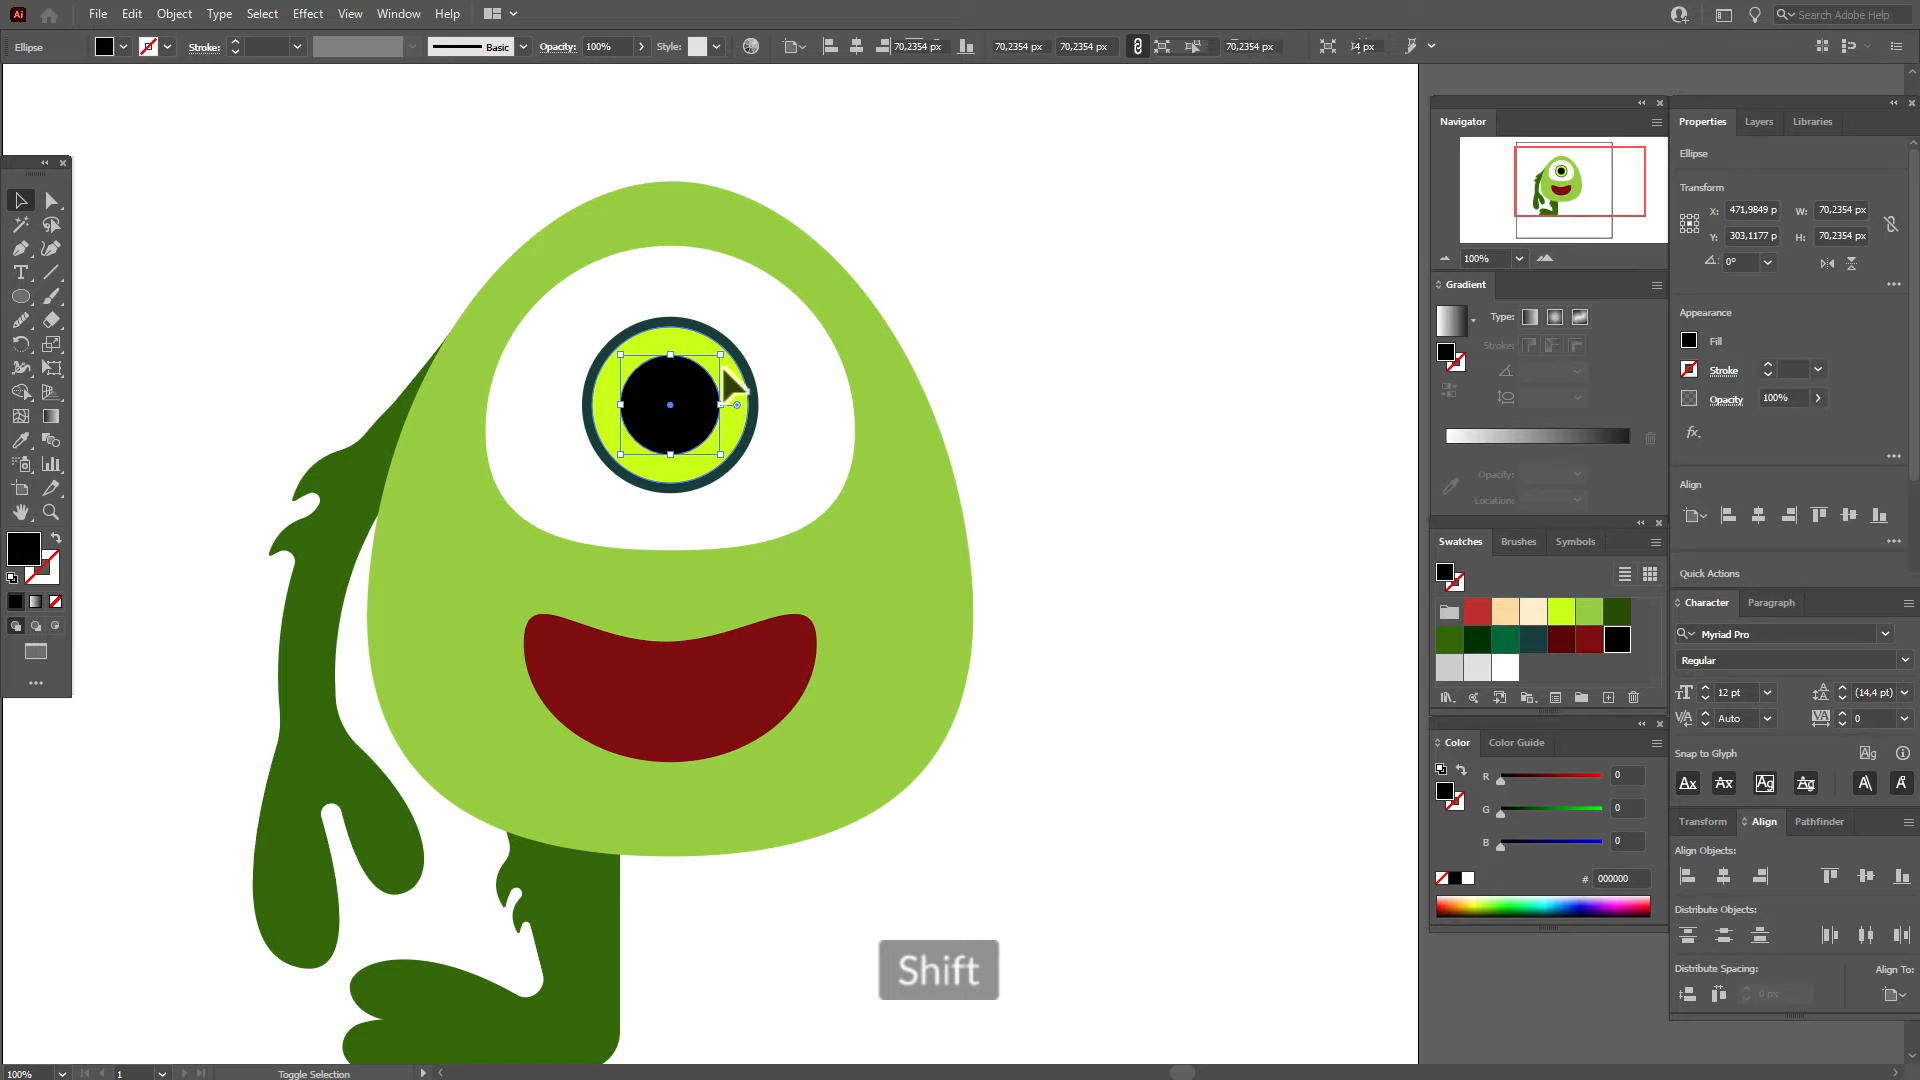 Ai File Edit Object Type Select Effect View Window Help Search Adobe Help
Ellipse Stroke: Basic Opacity: 100% Style: 70,2354 px 70,2354 px 70,2354 px 70,2354 px
Navigator
Properties Layers Libraries
Ellipse
Transform
X: 471,9849 p W: 70,2354 px
Y: 303,1177 p H: 70,2354 px
0°
100%
Gradient
Type:
Stroke:
Opacity:
Location:
Appearance
Fill
Stroke
Opacity 100%
fx.
Align
Quick Actions
Swatches Brushes Symbols
Character Paragraph
Myriad Pro
Regular
12 pt (14,4 pt)
Auto 0
Snap to Glyph
Color Color Guide
R 0
G 0
B 0
# 000000
Transform Align Pathfinder
Align Objects:
Distribute Objects:
Distribute Spacing: Align To:
0 px
Shift
100% 1 Toggle Selection